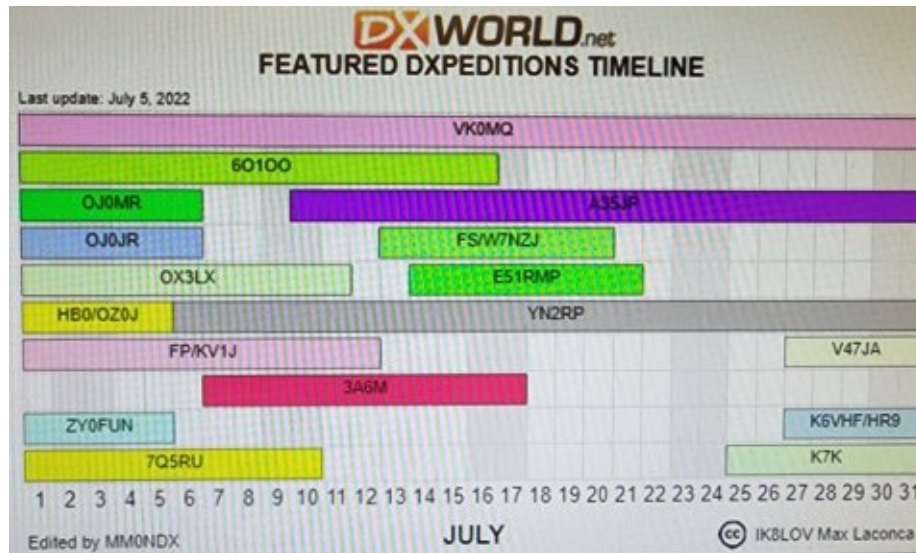 DXWORLD.net
FEATURED DXPEDITIONS TIMELINE
Last update: July 5, 2022
VK0MQ
6O1OO
OJ0MR A35JP
OJ0JR FS/W7NZJ
OX3LX E51RMP
HB0/OZ0J YN2RP
FP/KV1J V47JA
3A6M
ZY0FUN K6VHF/HR9
7Q5RU K7K
1 2 3 4 5 6 7 8 9 10 11 12 13 14 15 16 17 18 19 20 21 22 23 24 25 26 27 28 29 30 31
Edited by MM0NDX JULY cc IK8LOV Max Laconca